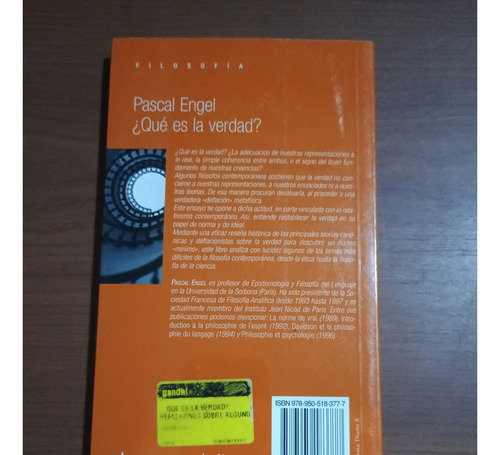 FILOSOFÍA
Pascal Engel
¿Qué es la verdad?
¿Qué es la verdad? ¿La adecuación de nuestras representaciones a
lo real, la simple coherencia entre ambos, o el signo del buen fun-
damento de nuestras creencias?
Algunos filósofos contemporáneos sostienen que la verdad no con-
cierne a nuestras representaciones, a nuestros enunciados ni a nues-
tras teorías. De esa manera procuran devaluarla, al proceder a una
verdadera «deflación» metafísica.
Este ensayo se opone a dicha actitud, en parte vinculada con el rela-
tivismo contemporáneo. Así, entiende restablecer la verdad en su
papel de norma y de ideal.
Mediante una eficaz reseña histórica de las principales teorías canó-
nicas y deflacionistas sobre la verdad para descubrir un núcleo
«mínimo», este libro analiza con lucidez algunos de los temas más
difíciles de la filosofía contemporánea, desde la ética hasta la filoso-
fía de la ciencia.
PASCAL ENGEL es profesor de Epistemología y Filosofía del Lenguaje
en la Universidad de la Sorbona (París). Ha sido presidente de la So-
ciedad Francesa de Filosofía Analítica desde 1993 hasta 1997 y es
actualmente miembro del Instituto Jean Nicod de París. Entre sus
publicaciones podemos mencionar: La norme du vrai (1989), Intro-
duction a la philosophie de l'esprit (1992), Davidson et la philoso-
phie du langage (1994) y Philosophie et psychologie (1996).
gandhi
QUE ES LA VERDAD?
REFLEXIONES SOBRE ALGUNO
ISBN 978-950-518-377-7